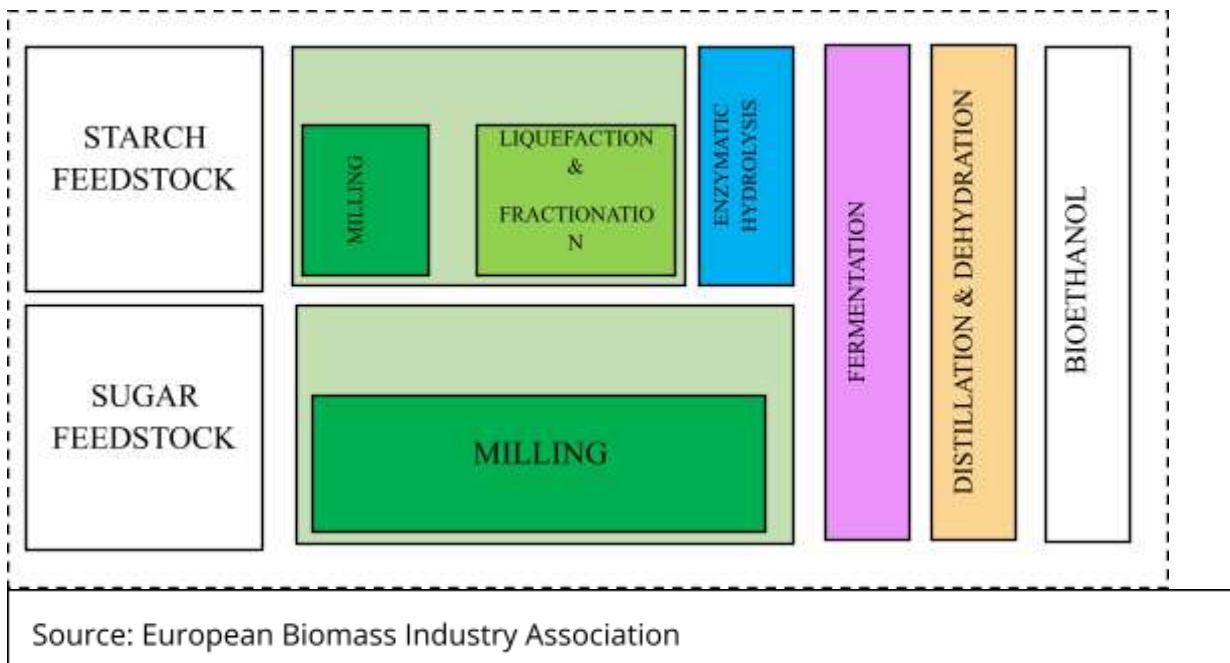 STARCH
FEEDSTOCK
MILLING
LIQUEFACTION
&
FRACTIONATIO
N
ENZYMATIC
HYDROLYSIS
SUGAR
FEEDSTOCK
MILLING
FERMENTATION
DISTILLATION & DEHYDRATION
BIOETHANOL
Source: European Biomass Industry Association